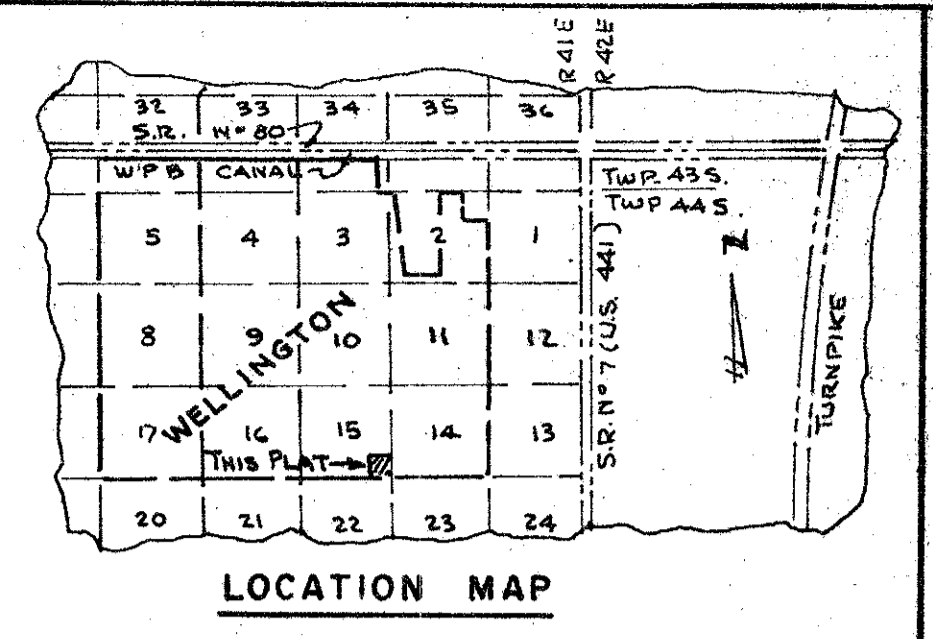 R 41 E
R 42 E
32 33 34 35 36
S.R. Nº 80
W P B CANAL
TWP. 43 S.
TWP 44 S.
5 4 3 2 1
N
S.R. Nº 7 (U.S. 441)
TURNPIKE
8 9 10 11 12
WELLINGTON
17 16 15 14 13
THIS PLAT
20 21 22 23 24
LOCATION MAP